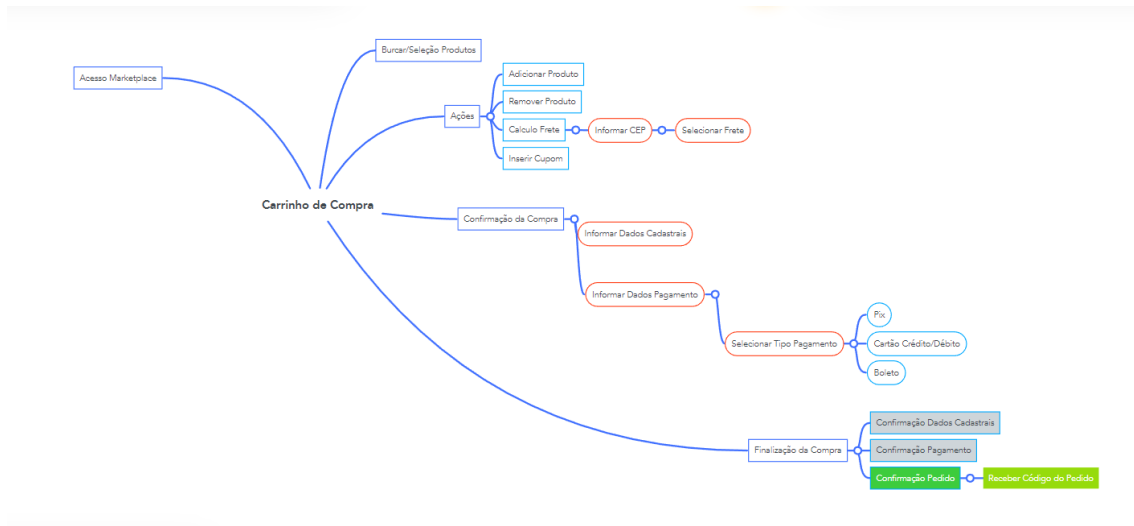 Acesso Marketplace
Burcar/Seleção Produtos
Ações
Adicionar Produto
Remover Produto
Calculo Frete
Informar CEP
Selecionar Frete
Inserir Cupom
Carrinho de Compra
Confirmação da Compra
Informar Dados Cadastrais
Informar Dados Pagamento
Selecionar Tipo Pagamento
Pix
Cartão Crédito/Débito
Boleto
Finalização da Compra
Confirmação Dados Cadastrais
Confirmação Pagamento
Confirmação Pedido
Receber Código do Pedido